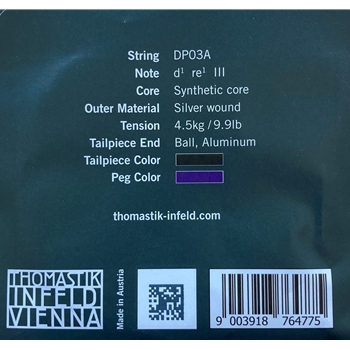 String DP03A
Note d¹ re¹ III
Core Synthetic core
Outer Material Silver wound
Tension 4.5kg / 9.9lb
Tailpiece End Ball, Aluminum
Tailpiece Color
Peg Color
thomastik-infeld.com
THOMASTIK
INFELD
VIENNA
Made in Austria
9 003918 764775